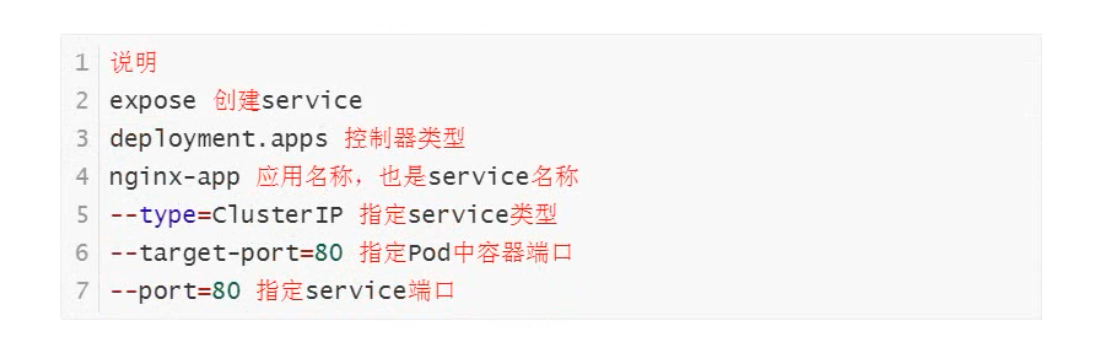 1 说明
2 expose 创建service
3 deployment.apps 控制器类型
4 nginx-app 应用名称，也是service名称
5 --type=ClusterIP 指定service类型
6 --target-port=80 指定Pod中容器端口
7 --port=80 指定service端口